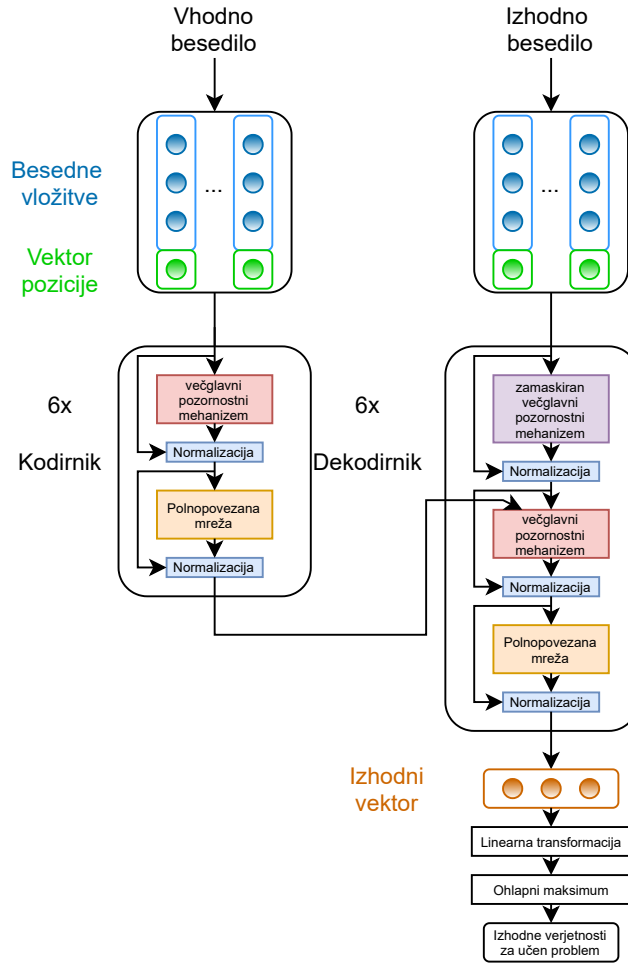 Vhodno
besedilo
Izhodno
besedilo
Besedne
vložitve
...
...
Vektor
pozicije
6x
Kodirnik
večglavni
pozornostni
mehanizem
Normalizacija
Polnopovezana
mreža
Normalizacija
6x
Dekodirnik
zamaskiran
večglavni
pozornostni
mehanizem
Normalizacija
večglavni
pozornostni
mehanizem
Normalizacija
Polnopovezana
mreža
Normalizacija
Izhodni
vektor
Linearna transformacija
Ohlapni maksimum
Izhodne verjetnosti
za učen problem